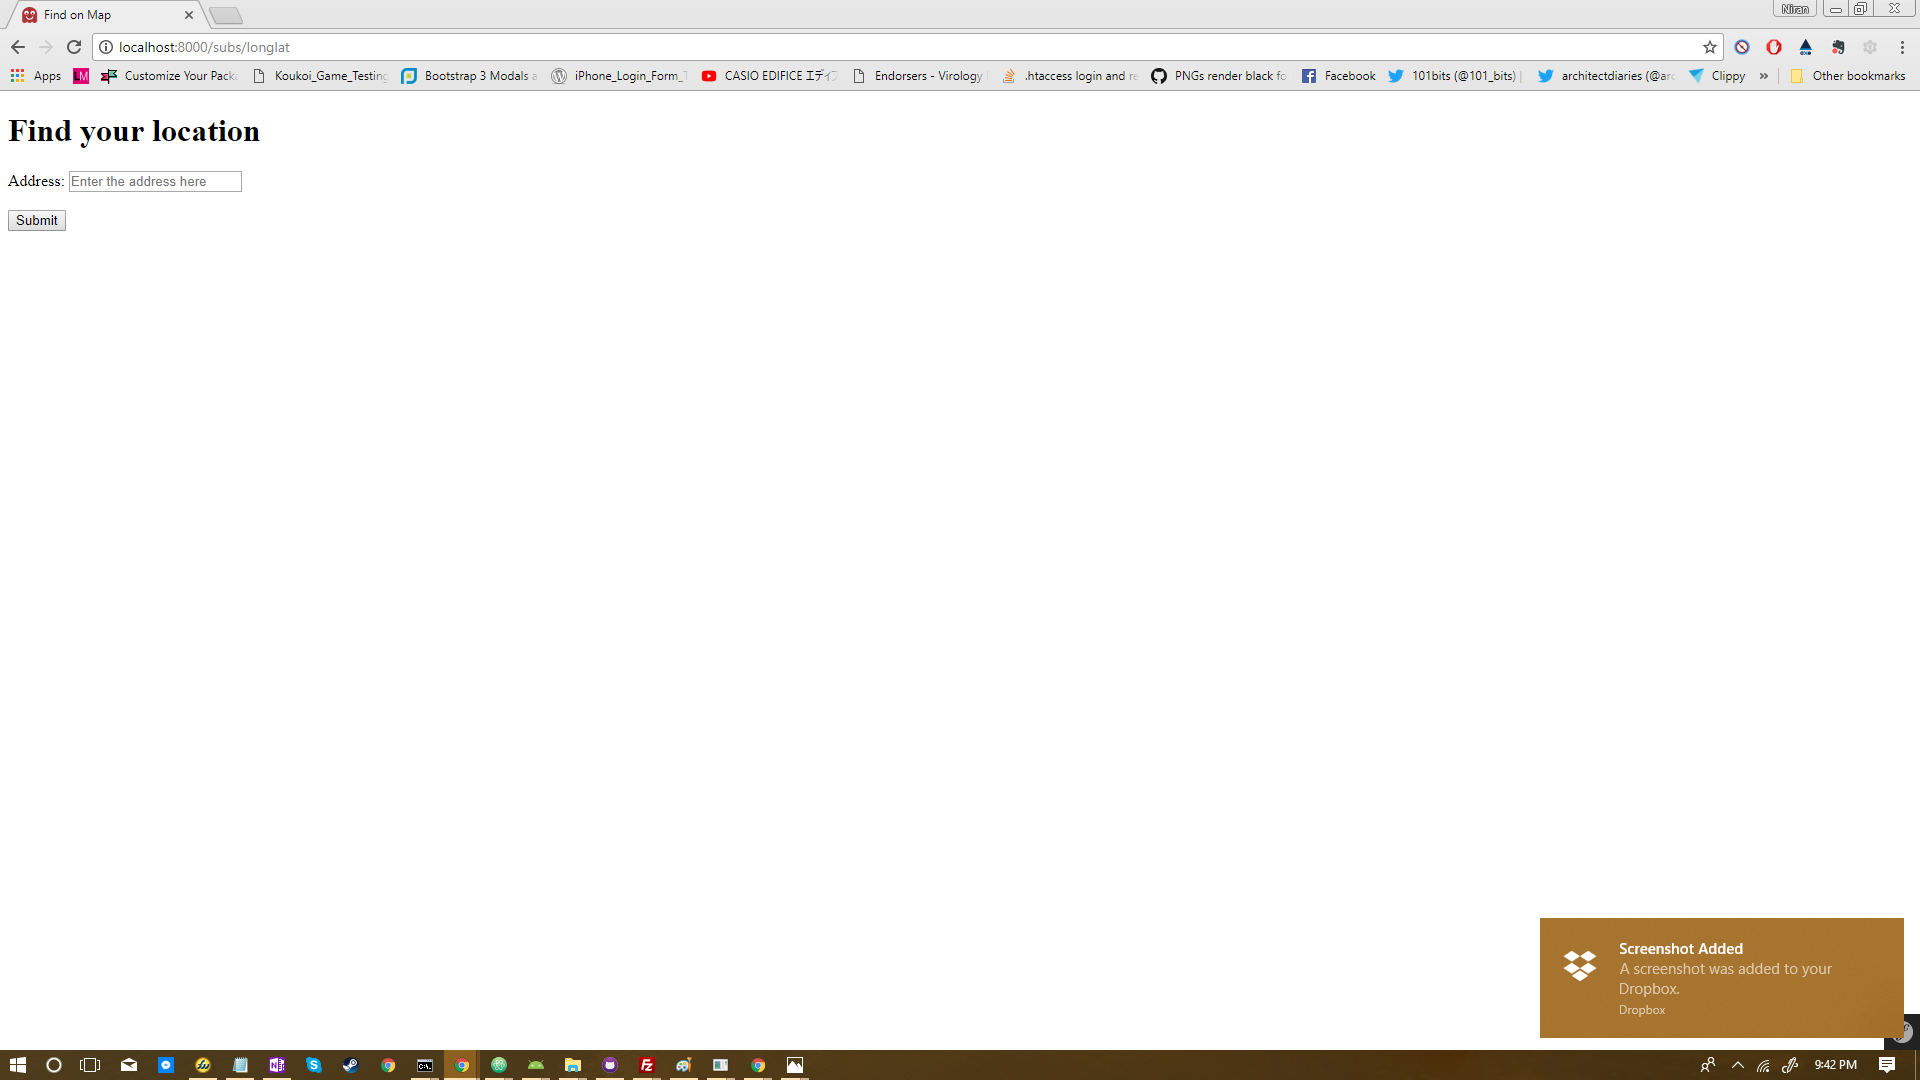 Find on Map
Niran
localhost:8000/subs/longlat
Apps
LM
Customize Your Packa
Koukoi_Game_Testing
Bootstrap 3 Modals a
iPhone_Login_Form_T
CASIO EDIFICE エディフ
Endorsers - Virology
.htaccess login and re
PNGs render black fo
Facebook
101bits (@101_bits) |
architectdiaries (@arc
Clippy
»
Other bookmarks
Find your location
Address: Enter the address here
Submit
Screenshot Added
A screenshot was added to your
Dropbox.
Dropbox
9:42 PM